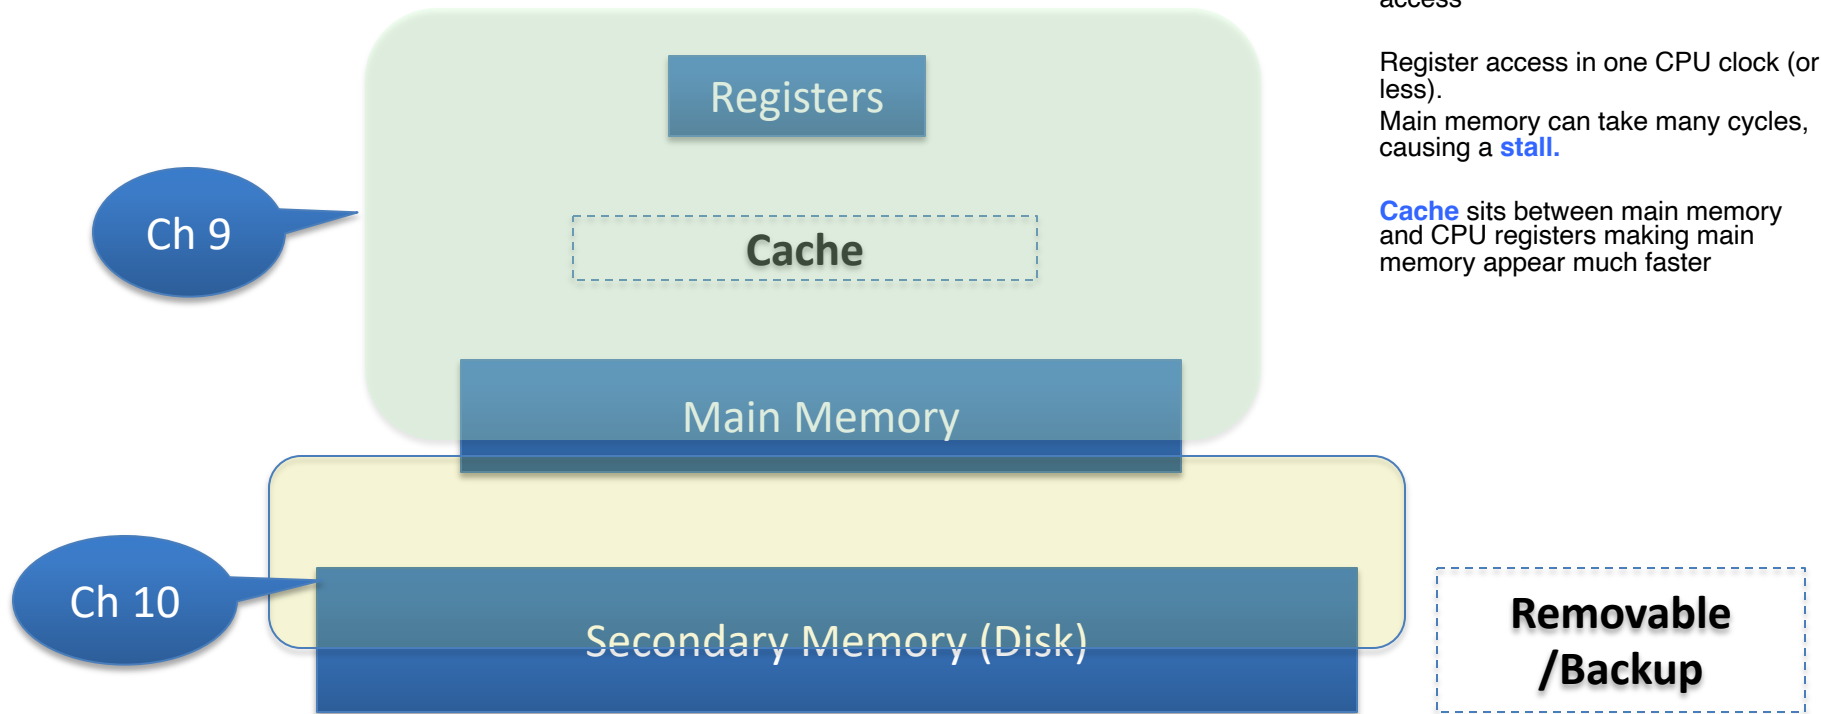 access
Registers
Register access in one CPU clock (or
less).
Main memory can take many cycles,
causing a stall.
Ch 9
Cache
Cache sits between main memory
and CPU registers making main
memory appear much faster
Main Memory
Ch 10
Secondary Memory (Disk)
Removable
/Backup